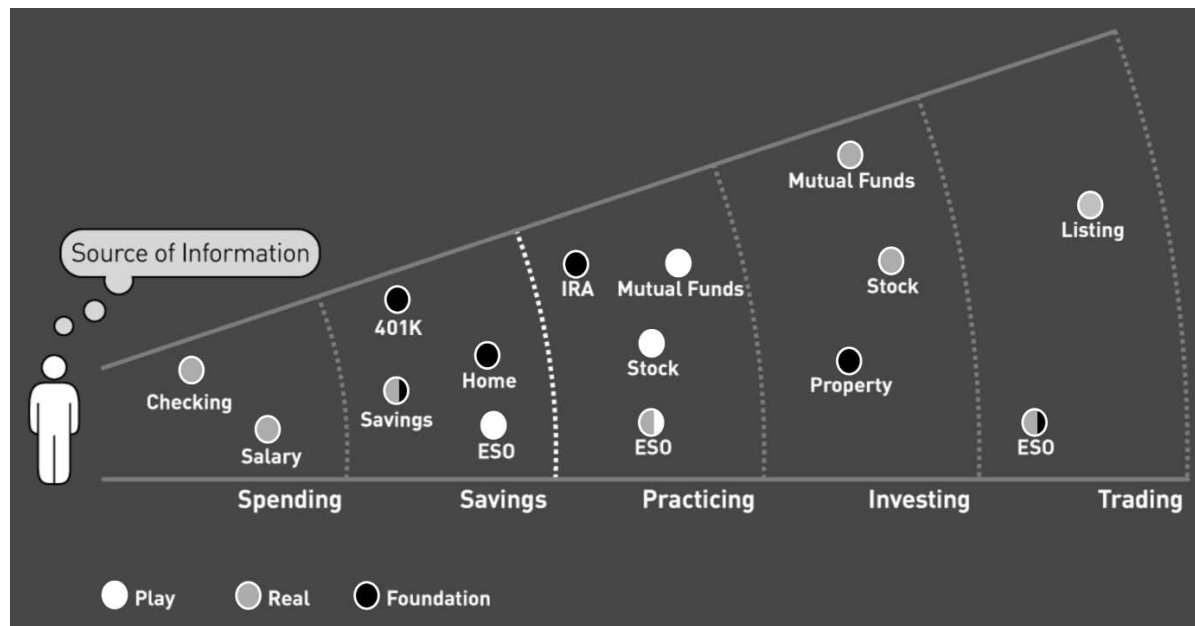 Source of Information
Checking
Salary
401K
Savings
Home
ESO
IRA
Mutual Funds
Stock
ESO
Mutual Funds
Stock
Property
Listing
ESO
Spending
Savings
Practicing
Investing
Trading
Play
Real
Foundation